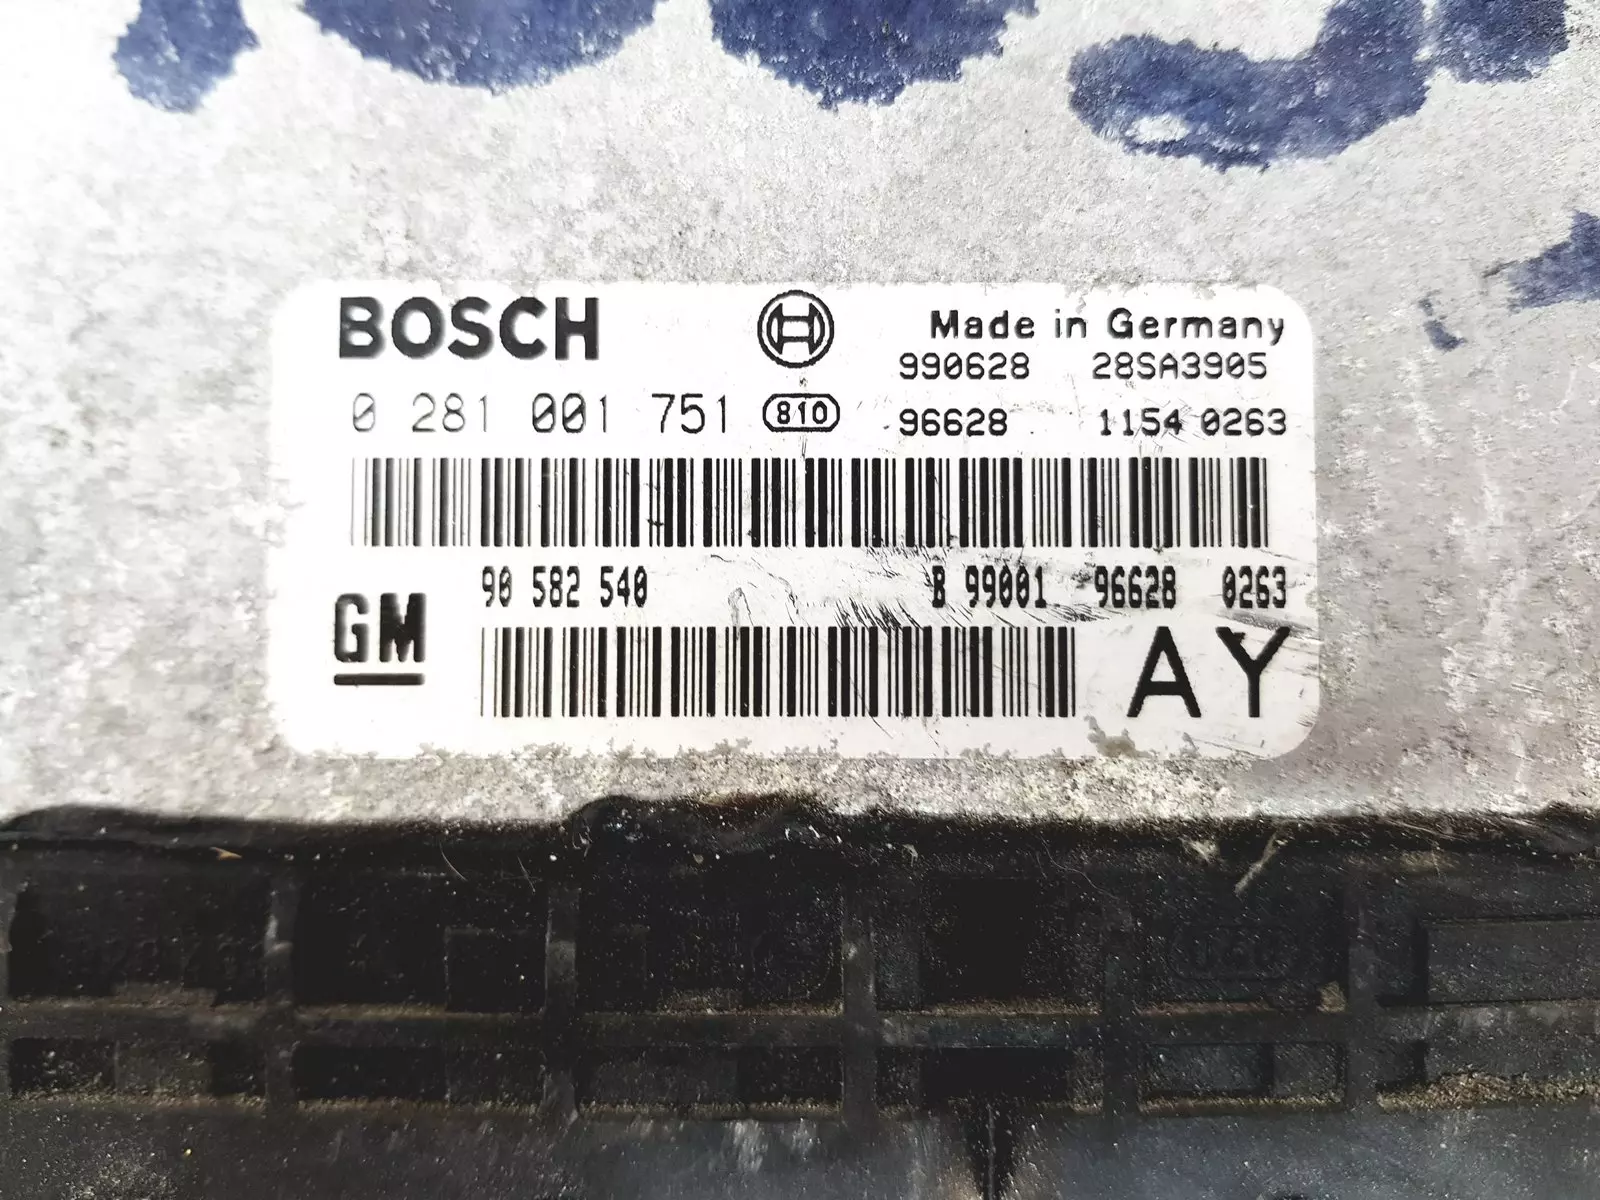 BOSCH
Made in Germany
990628 28SA3905
0 281 001 751 810 96628 1154 0263
90 582 540 B 99001 96628 0263
GM AY